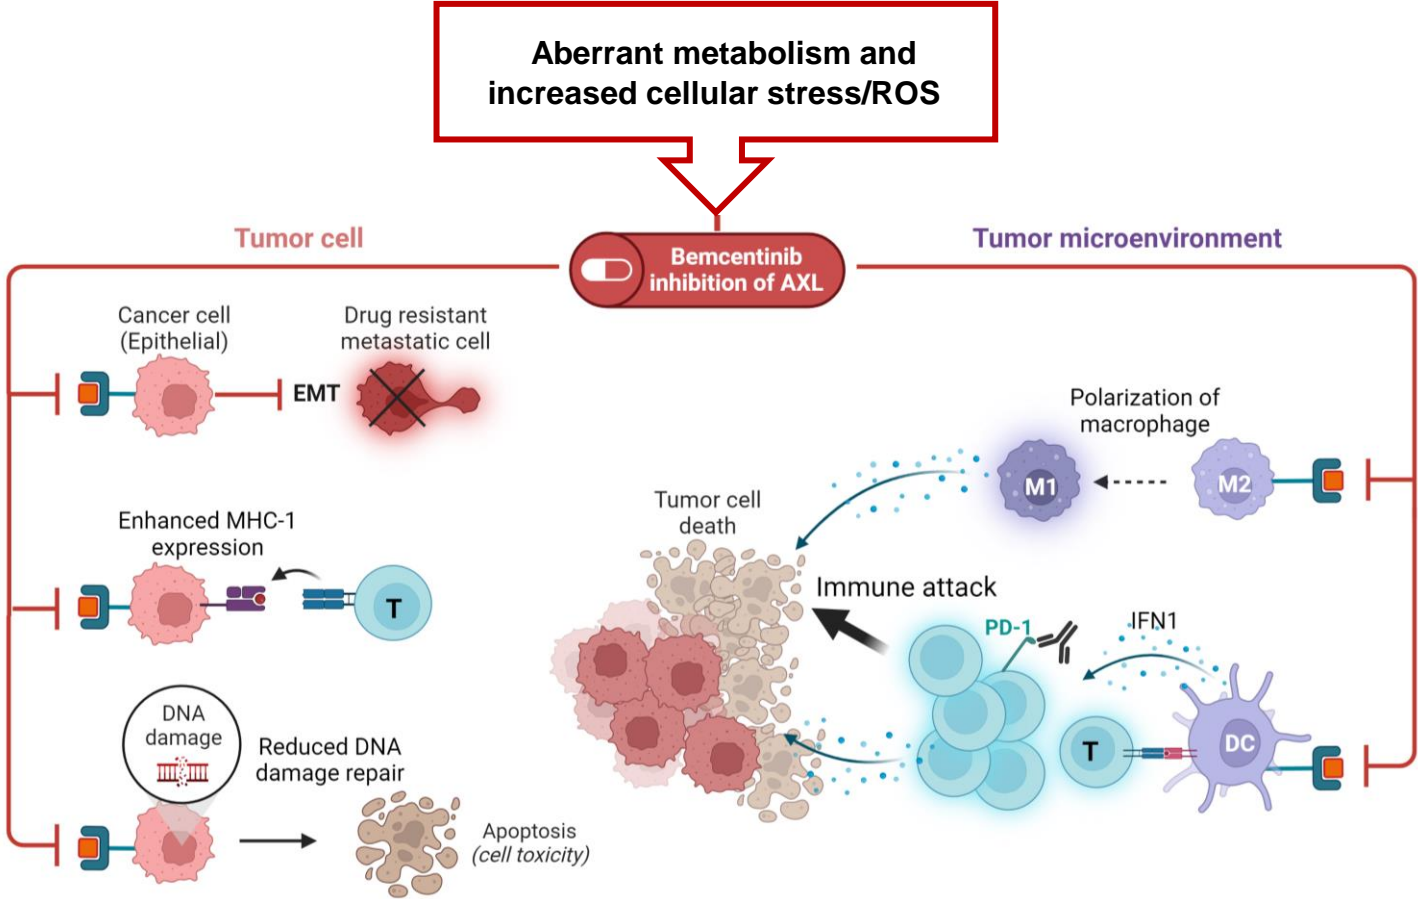 Aberrant metabolism and
increased cellular stress/ROS
Tumor cell
Bemcentinib
inhibition of AXL
Tumor microenvironment
Cancer cell
(Epithelial)
Drug resistant
metastatic cell
EMT
Enhanced MHC-1
expression
T
DNA
damage
Reduced DNA
damage repair
Apoptosis
(cell toxicity)
Polarization of
macrophage
M1
M2
Tumor cell
death
Immune attack
PD-1
IFN1
T
DC